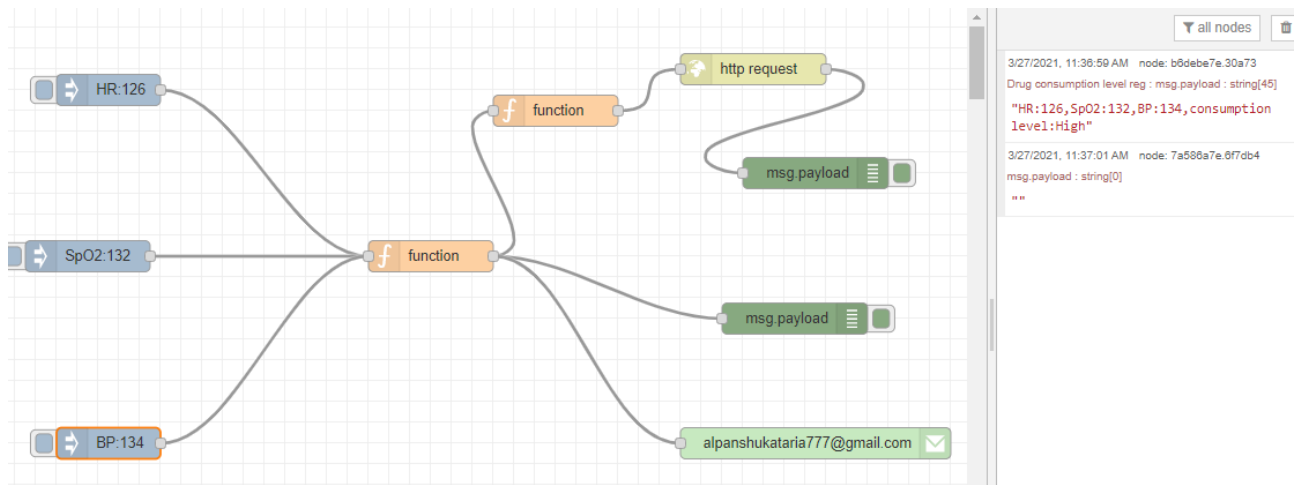 HR:126
SpO2:132
BP:134
function
function
http request
msg.payload
msg.payload
alpanshukataria777@gmail.com
all nodes
3/27/2021, 11:36:59 AM node: b6debe7e.30a73
Drug consumption level reg : msg.payload : string[45]
"HR:126,SpO2:132,BP:134,consumption
level:High"
3/27/2021, 11:37:01 AM node: 7a586a7e.6f7db4
msg.payload : string[0]
""